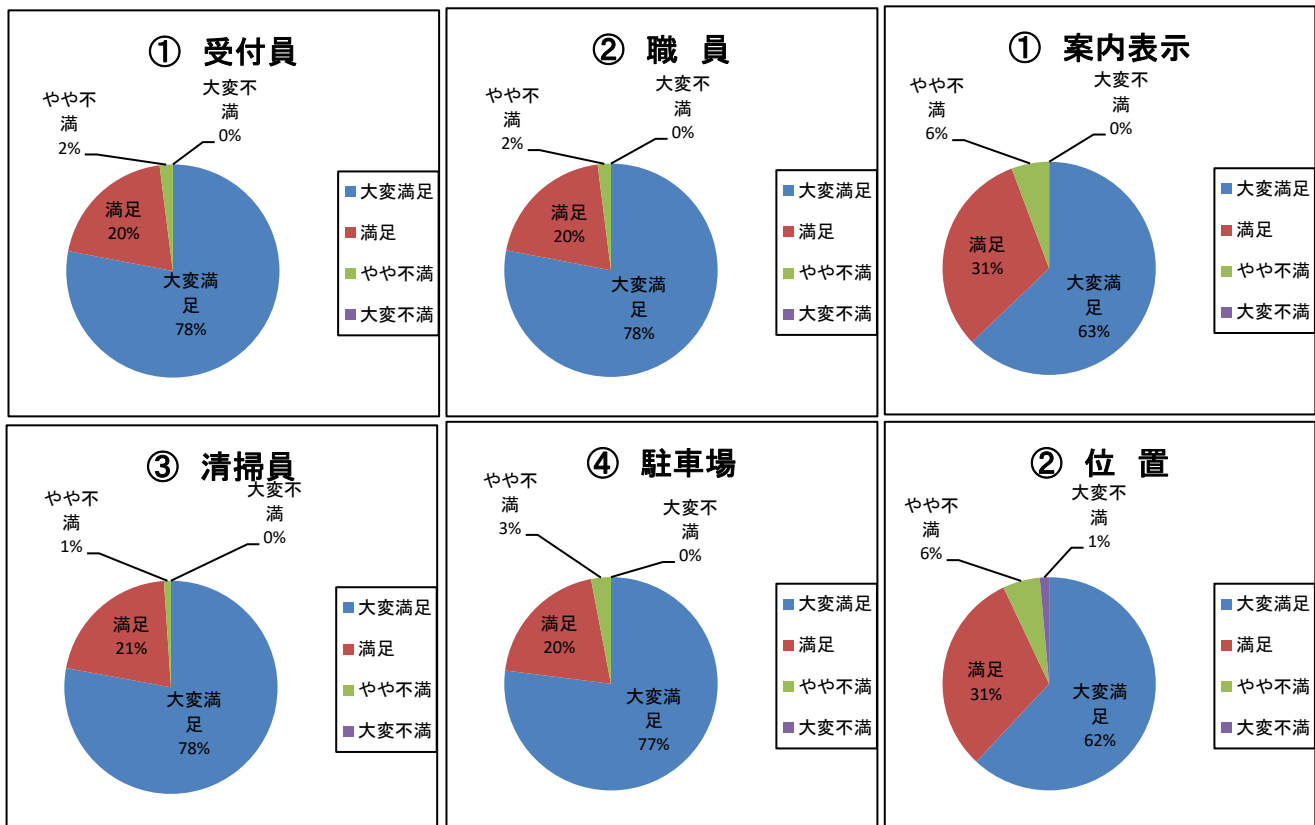 ① 受付員
大変不
満
0%
やや不
満
2%
満足
20%
大変満
足
78%
大変満足
満足
やや不満
大変不満
② 職 員
大変不
満
0%
やや不
満
2%
満足
20%
大変満
足
78%
大変満足
満足
やや不満
大変不満
① 案内表示
大変不
満
0%
やや不
満
6%
満足
31%
大変満
足
63%
大変満足
満足
やや不満
大変不満
③ 清掃員
大変不
満
0%
やや不
満
1%
満足
21%
大変満
足
78%
大変満足
満足
やや不満
大変不満
④ 駐車場
大変不
満
0%
やや不
満
3%
満足
20%
大変満
足
77%
大変満足
満足
やや不満
大変不満
② 位 置
大変不
満
1%
やや不
満
6%
満足
31%
大変満
足
62%
大変満足
満足
やや不満
大変不満